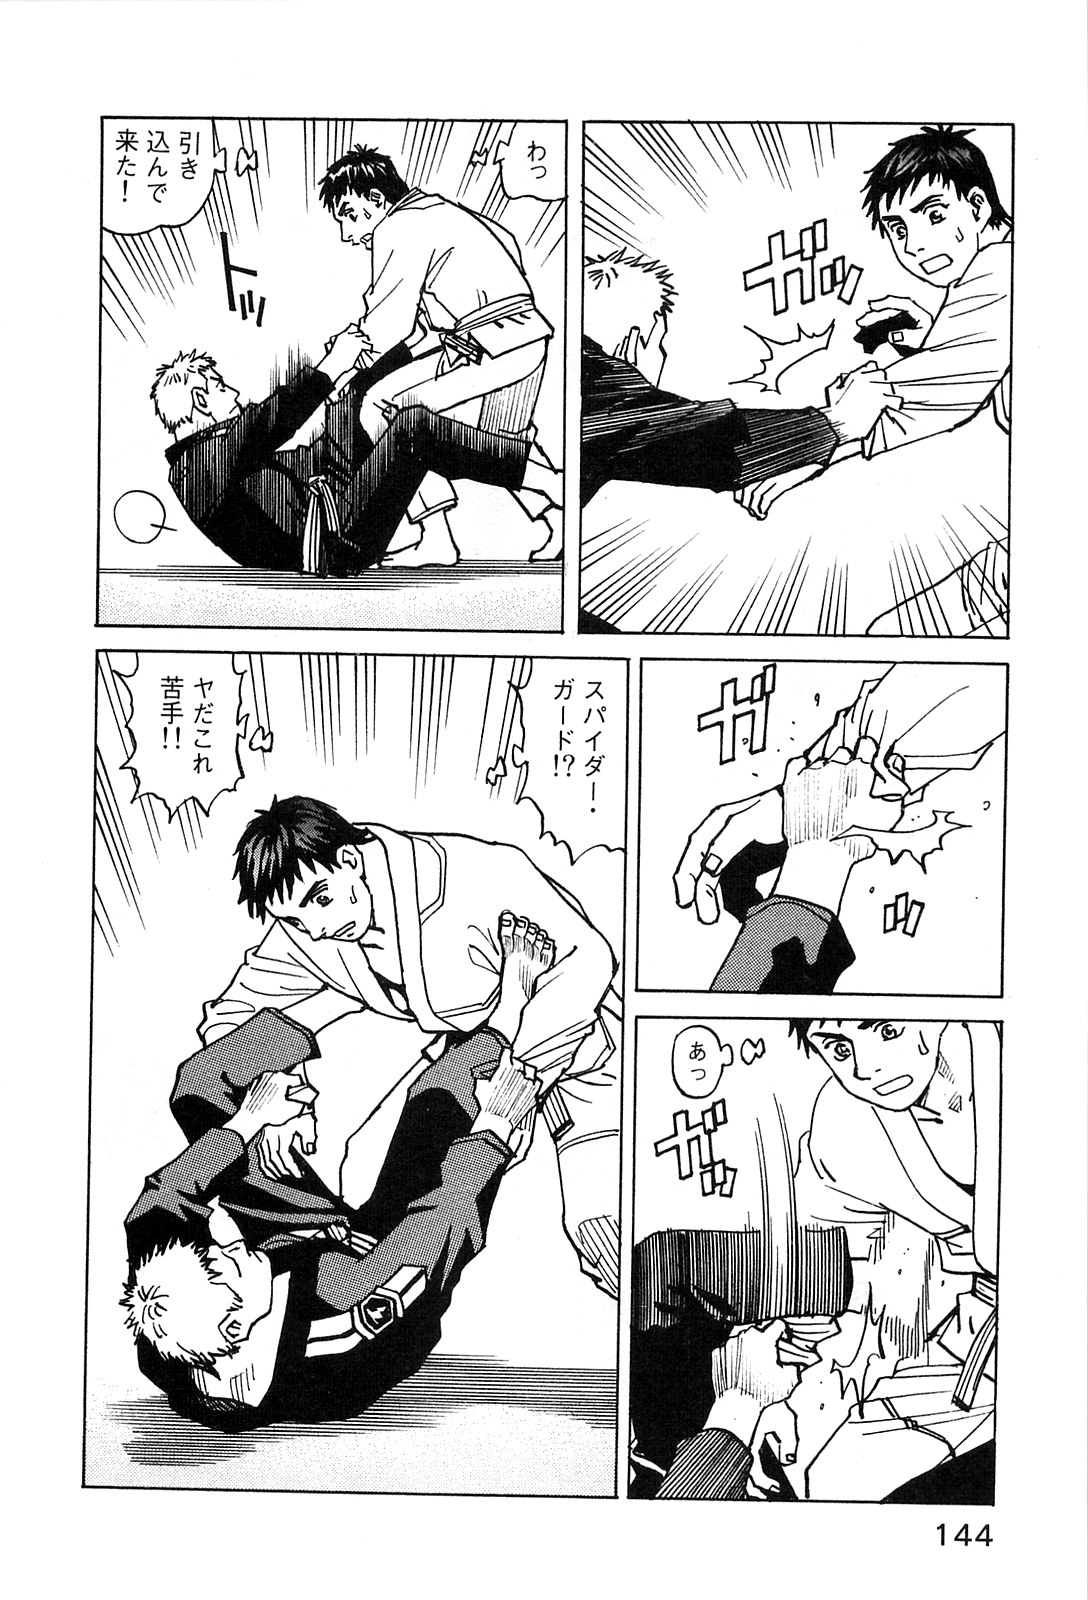 ガッ
わっ
引き
込んで
来た！
トッ
ガ
ッ
あっ
ガッ
スパイダー・
ガード！？
ヤだこれ
苦手！！
144